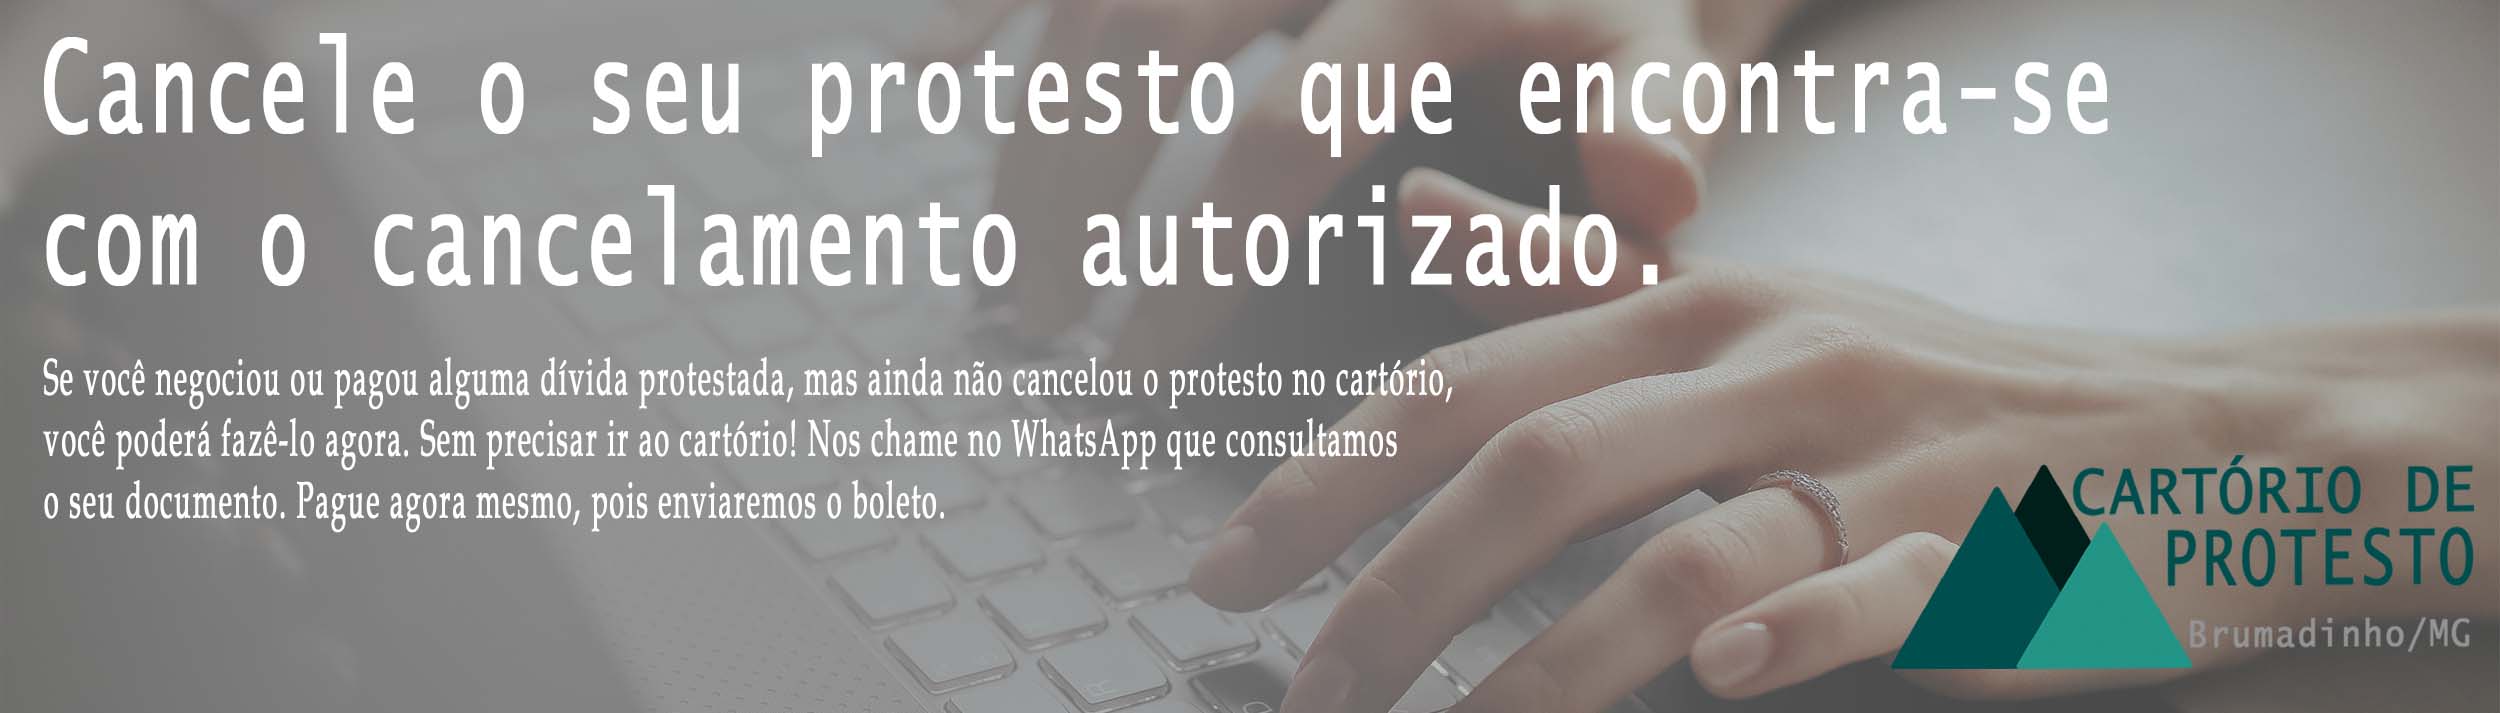 Cancele o seu protesto que encontra-se
com o cancelamento autorizado.
Se você negociou ou pagou alguma dívida protestada, mas ainda não cancelou o protesto no cartório,
você poderá fazê-lo agora. Sem precisar ir ao cartório! Nos chame no WhatsApp que consultamos
o seu documento. Pague agora mesmo, pois enviaremos o boleto.
CARTÓRIO DE
PROTESTO
Brumadinho/MG